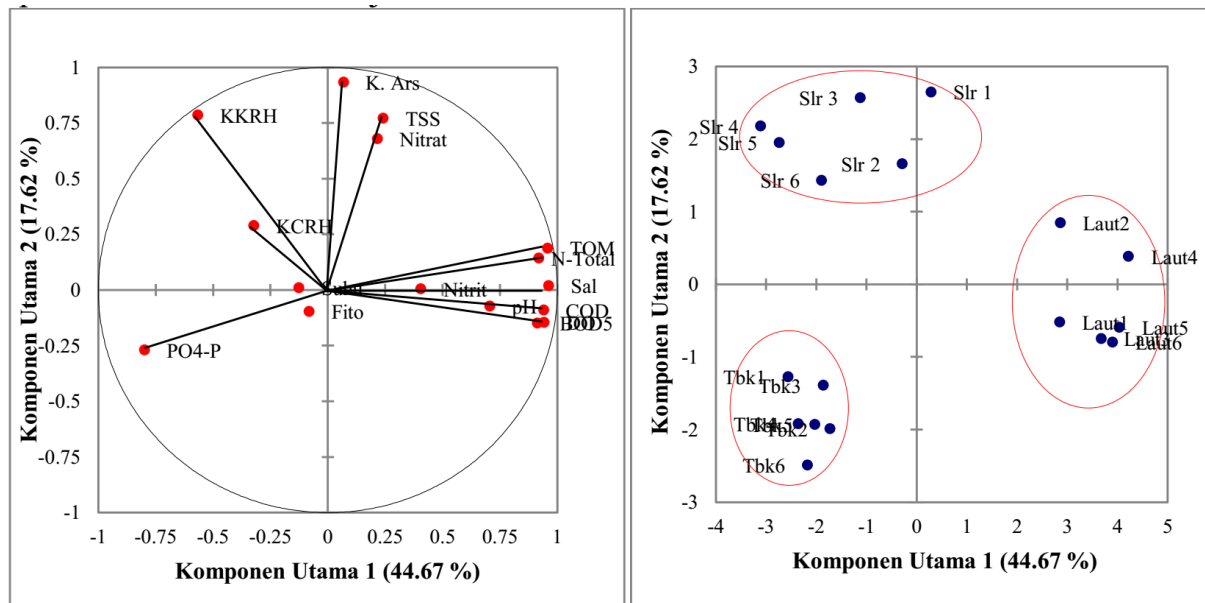 1
0.75
0.5
0.25
0
-0.25
-0.5
-0.75
-1
-1 -0.75 -0.5 -0.25 0 0.25 0.5 0.75 1
Komponen Utama 2 (17.62 %)
Komponen Utama 1 (44.67 %)
K. Ars
KKRH
TSS
Nitrat
KCRH
TOM
N-Total
Suhu
Nitrit
Sal
Fito
pH
COD
BOD5
PO4-P
3
2
1
0
-1
-2
-3
-4 -3 -2 -1 0 1 2 3 4 5
Komponen Utama 2 (17.62 %)
Komponen Utama 1 (44.67 %)
Slr 3
Slr 1
Slr 4
Slr 5
Slr 2
Slr 6
Laut2
Laut4
Laut1
Laut5
Laut6
Tbk1
Tbk3
Tbk4
Tbk2
Tbk6